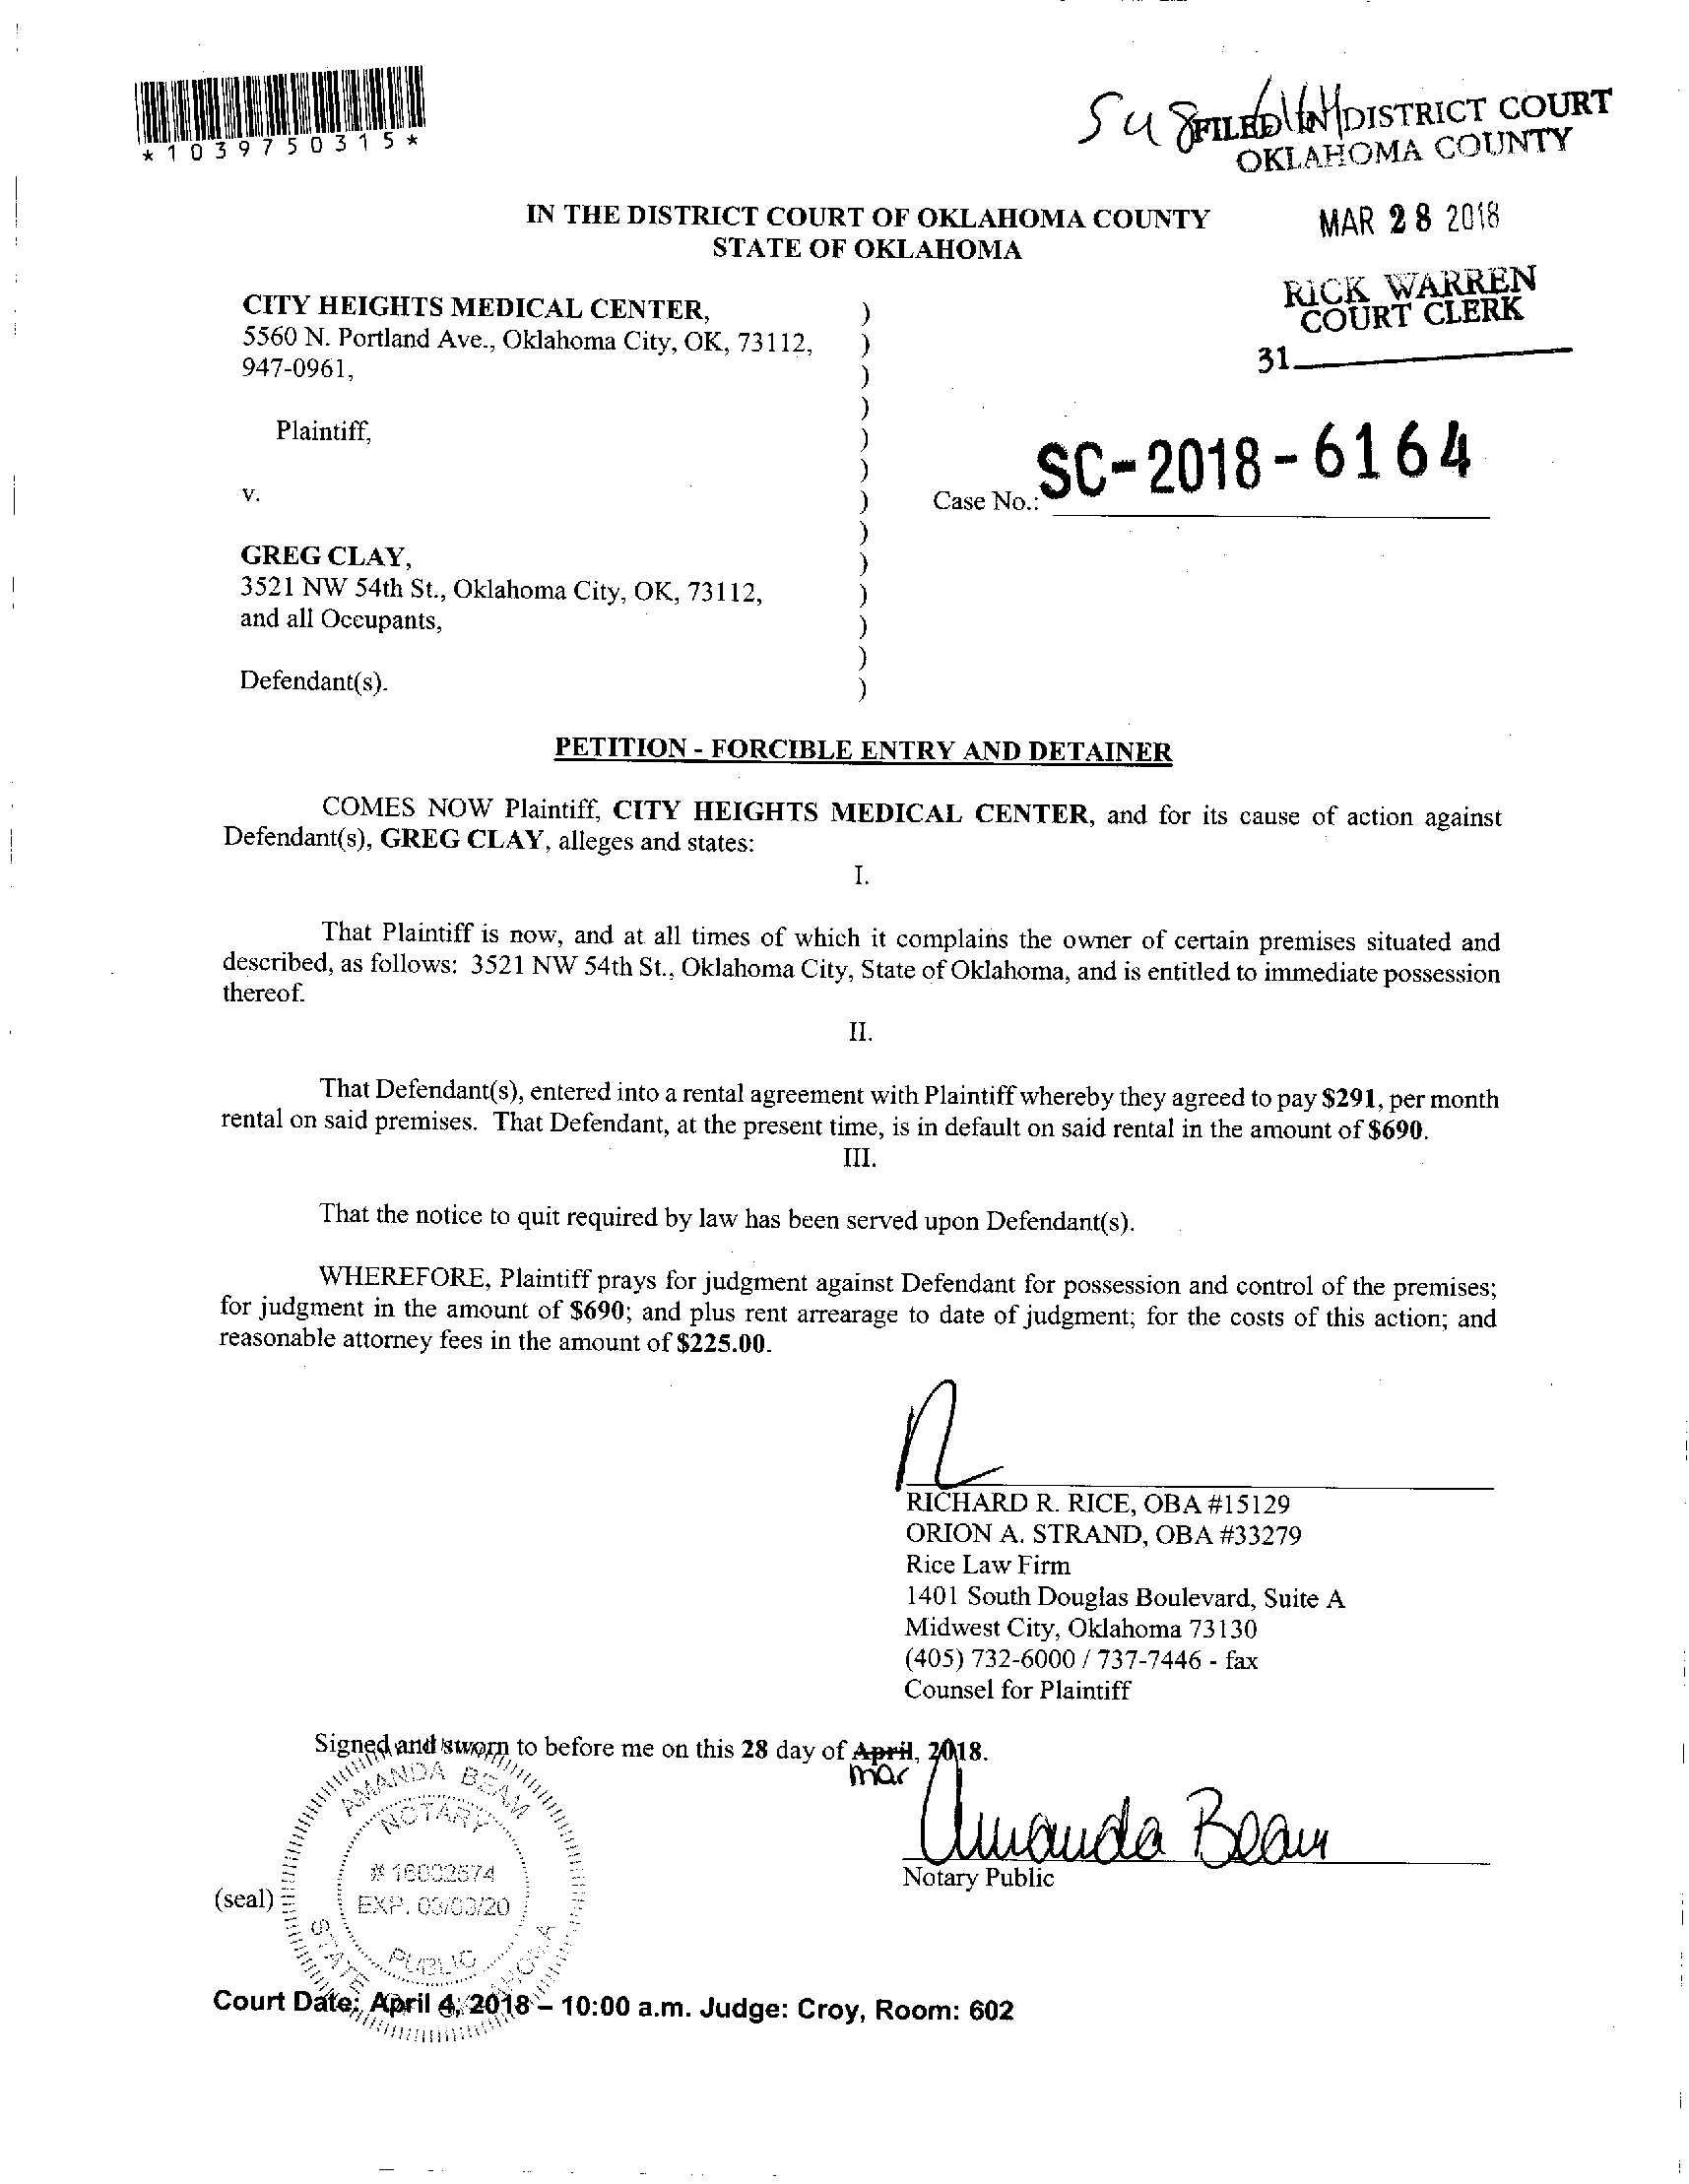 *1039750315*
FILED IN DISTRICT COURT
OKLAHOMA COUNTY
MAR 28 2018
RICK WARREN
COURT CLERK
31
IN THE DISTRICT COURT OF OKLAHOMA COUNTY
STATE OF OKLAHOMA
CITY HEIGHTS MEDICAL CENTER, )
5560 N. Portland Ave., Oklahoma City, OK, 73112, )
947-0961, )
)
Plaintiff, )
)
v. )
Case No.: SC-2018-6164
)
GREG CLAY, )
3521 NW 54th St., Oklahoma City, OK, 73112, )
and all Occupants, )
)
Defendant(s). )
PETITION - FORCIBLE ENTRY AND DETAINER
COMES NOW Plaintiff, CITY HEIGHTS MEDICAL CENTER, and for its cause of action against
Defendant(s), GREG CLAY, alleges and states:
I.
That Plaintiff is now, and at all times of which it complains the owner of certain premises situated and
described, as follows: 3521 NW 54th St., Oklahoma City, State of Oklahoma, and is entitled to immediate possession
thereof.
II.
That Defendant(s), entered into a rental agreement with Plaintiff whereby they agreed to pay $291, per month
rental on said premises. That Defendant, at the present time, is in default on said rental in the amount of $690.
III.
That the notice to quit required by law has been served upon Defendant(s).
WHEREFORE, Plaintiff prays for judgment against Defendant for possession and control of the premises;
for judgment in the amount of $690; and plus rent arrearage to date of judgment; for the costs of this action; and
reasonable attorney fees in the amount of $225.00.
RICHARD R. RICE, OBA #15129
ORION A. STRAND, OBA #33279
Rice Law Firm
1401 South Douglas Boulevard, Suite A
Midwest City, Oklahoma 73130
(405) 732-6000 / 737-7446 - fax
Counsel for Plaintiff
Signed and sworn to before me on this 28 day of April, 2018.
mar
Amanda Beam
Notary Public
(seal)
AMANDA BEAM
NOTARY
# 16002574
EXP. 03/03/20
PUBLIC
STATE
Court Date: April 4, 2018 – 10:00 a.m. Judge: Croy, Room: 602